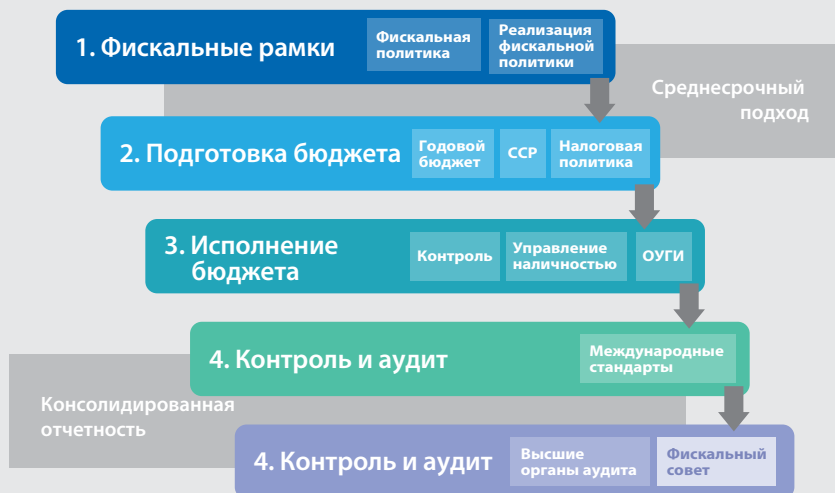 1. Фискальные рамки
Фискальная
политика
Реализация
фискальной
политики
Среднесрочный
подход
2. Подготовка бюджета
Годовой
бюджет
ССР
Налоговая
политика
3. Исполнение
бюджета
Контроль
Управление
наличностью
ОУГИ
4. Контроль и аудит
Международные
стандарты
Консолидированная
отчетность
4. Контроль и аудит
Высшие
органы аудита
Фискальный
совет